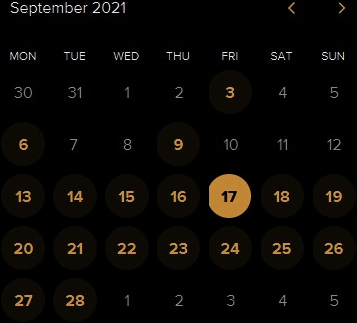 September 2021
MON TUE WED THU FRI SAT SUN
30 31 1 2 3 4 5
6 7 8 9 10 11 12
13 14 15 16 17 18 19
20 21 22 23 24 25 26
27 28 1 2 3 4 5